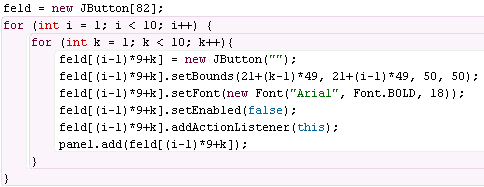 feld = new JButton[82];
for (int i = 1; i < 10; i++) {
for (int k = 1; k < 10; k++){
feld[(i-1)*9+k] = new JButton("");
feld[(i-1)*9+k].setBounds(21+(k-1)*49, 21+(i-1)*49, 50, 50);
feld[(i-1)*9+k].setFont(new Font("Arial", Font.BOLD, 18));
feld[(i-1)*9+k].setEnabled(false);
feld[(i-1)*9+k].addActionListener(this);
panel.add(feld[(i-1)*9+k]);
}
}